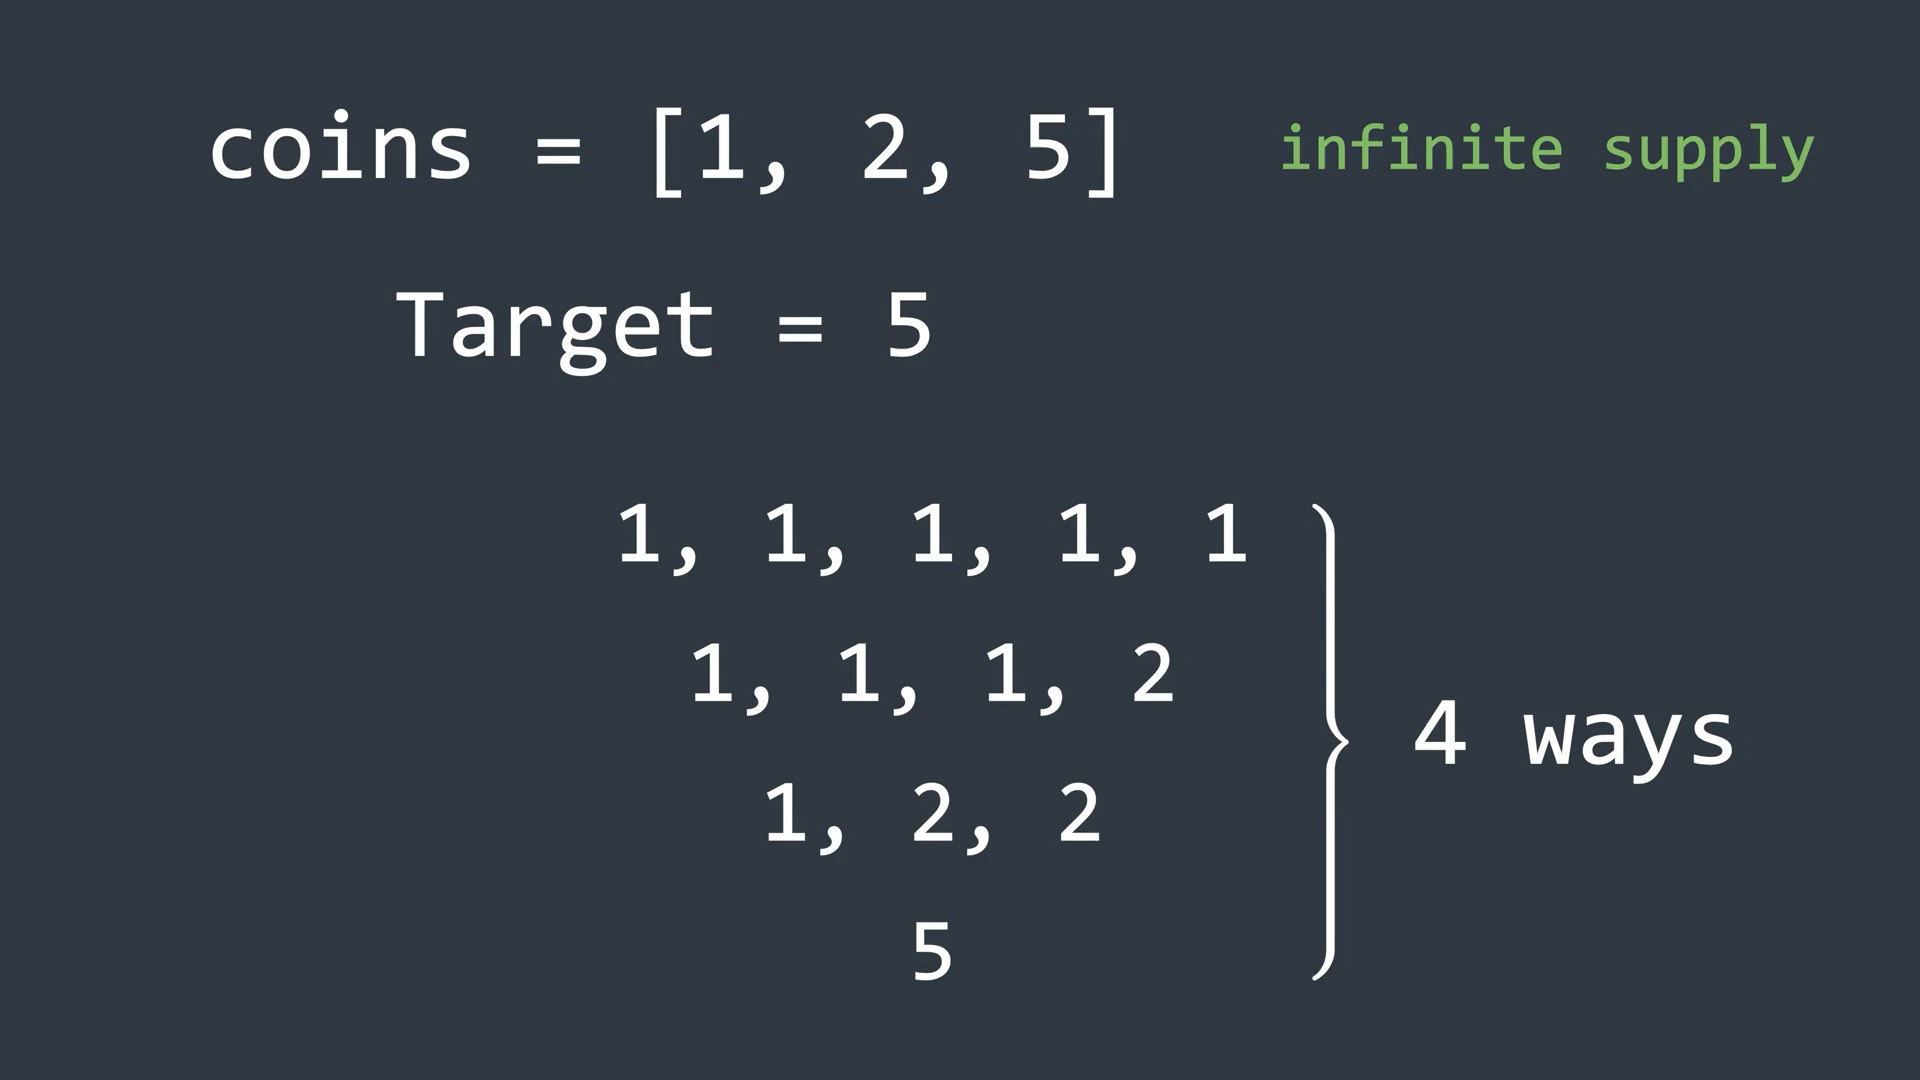 coins = [1, 2, 5] infinite supply
Target = 5
1, 1, 1, 1, 1
1, 1, 1, 2
4 ways
1, 2, 2
5